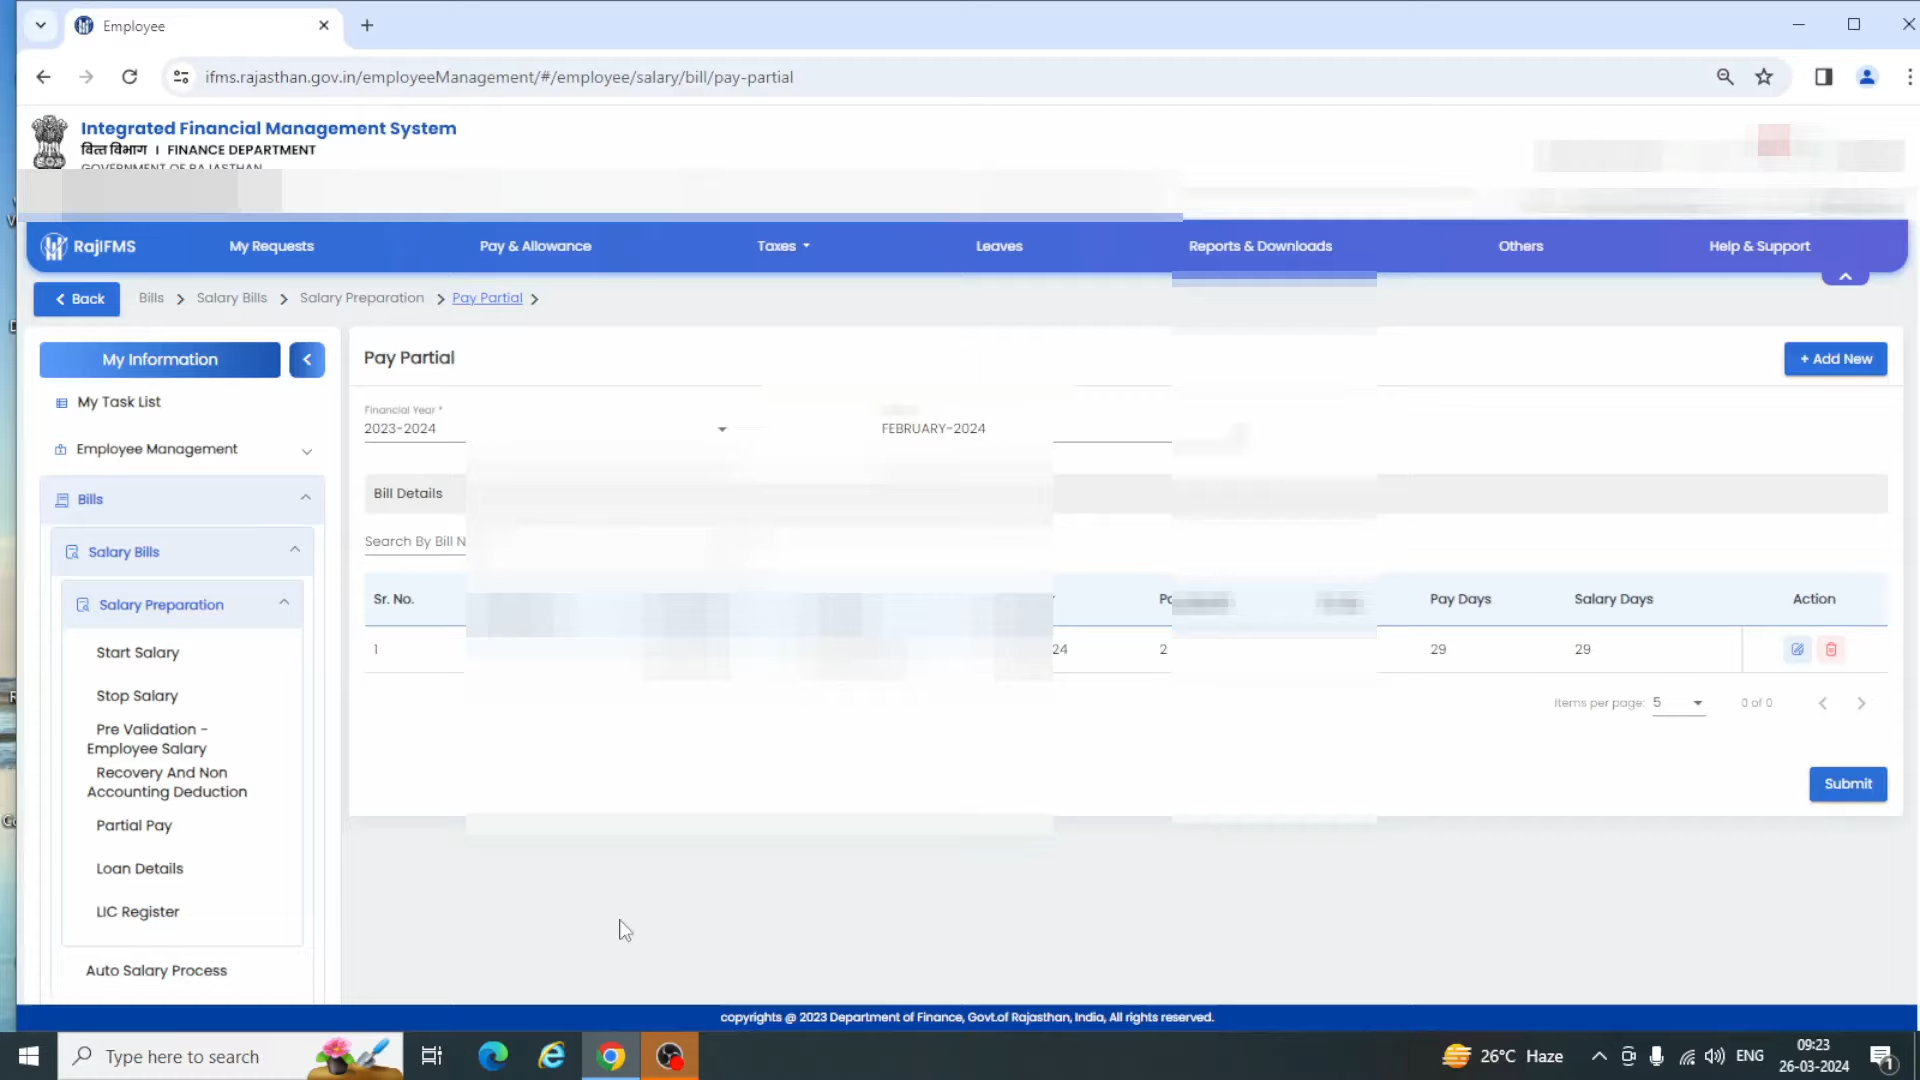 Employee
ifms.rajasthan.gov.in/employeeManagement/#/employee/salary/bill/pay-partial
Integrated Financial Management System
वित्त विभाग | FINANCE DEPARTMENT
GOVERNMENT OF RAJASTHAN
RajIFMS My Requests Pay & Allowance Taxes Leaves Reports & Downloads Others Help & Support
Back Bills > Salary Bills > Salary Preparation > Pay Partial >
My Information
My Task List
Employee Management
Bills
Salary Bills
Salary Preparation
Start Salary
Stop Salary
Pre Validation -
Employee Salary
Recovery And Non
Accounting Deduction
Partial Pay
Loan Details
LIC Register
Auto Salary Process
Pay Partial
+ Add New
Financial Year *
2023-2024 FEBRUARY-2024
Bill Details
Search By Bill N
Sr. No. Pay Days Salary Days Action
1 24 2 29 29
Items per page: 5 0 of 0
Submit
copyrights @ 2023 Department of Finance, Govt.of Rajasthan, India, All rights reserved.
Type here to search
26°C Haze
ENG
09:23
26-03-2024
1